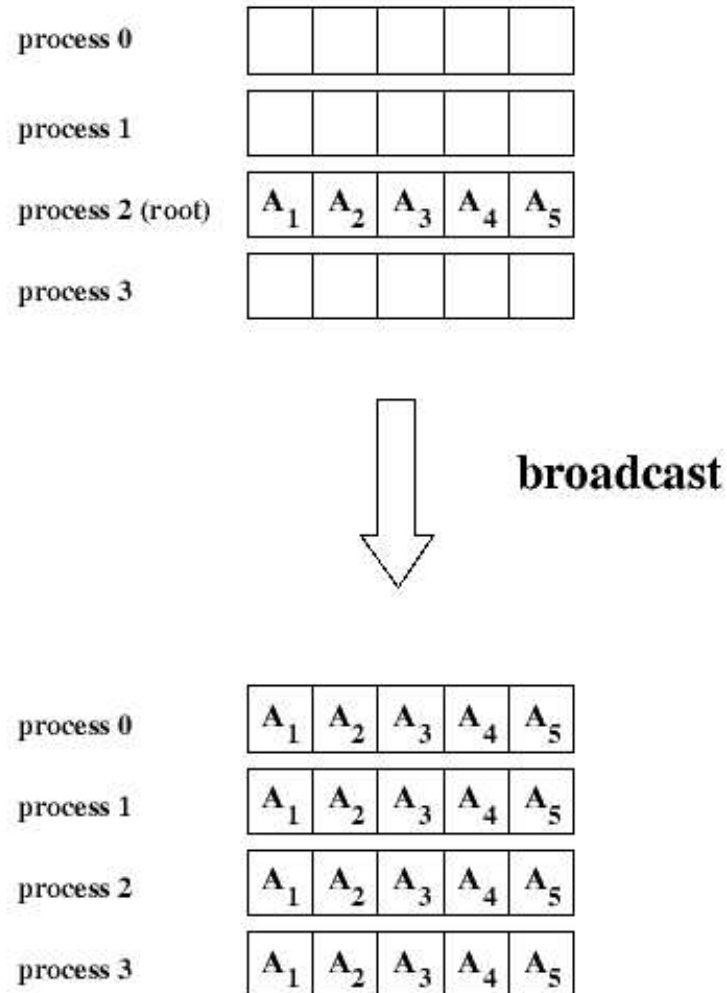 process 0
process 1
process 2 (root) A1 A2 A3 A4 A5
process 3
broadcast
process 0 A1 A2 A3 A4 A5
process 1 A1 A2 A3 A4 A5
process 2 A1 A2 A3 A4 A5
process 3 A1 A2 A3 A4 A5